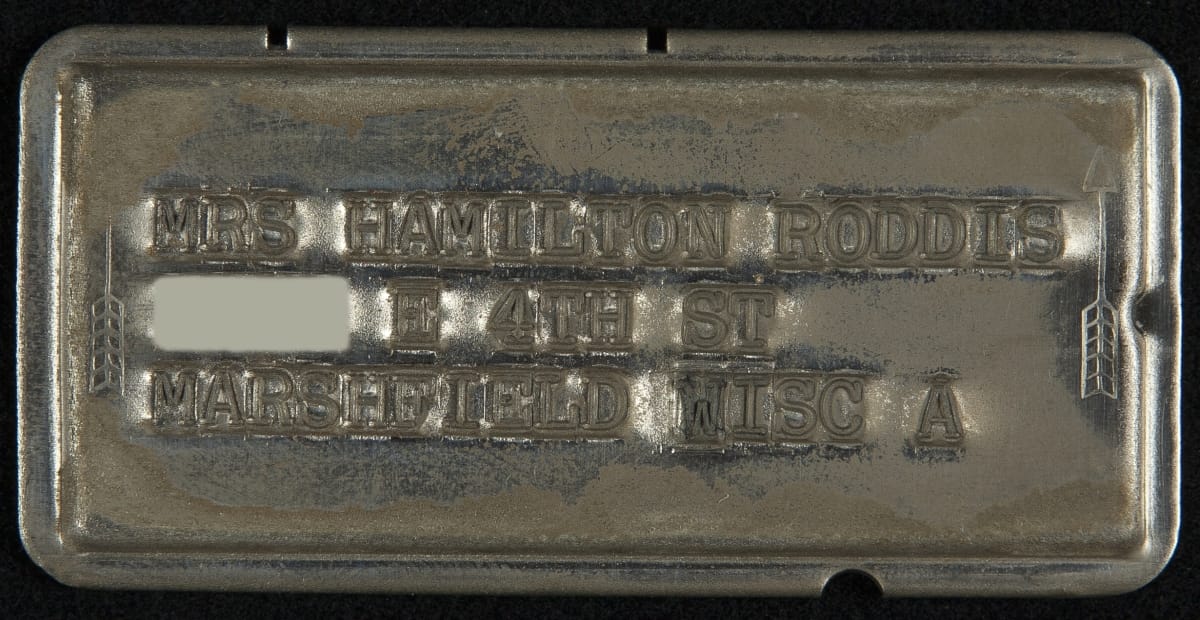 MRS HAMILTON RODDIS
E 4TH ST
MARSHFIELD WISC A